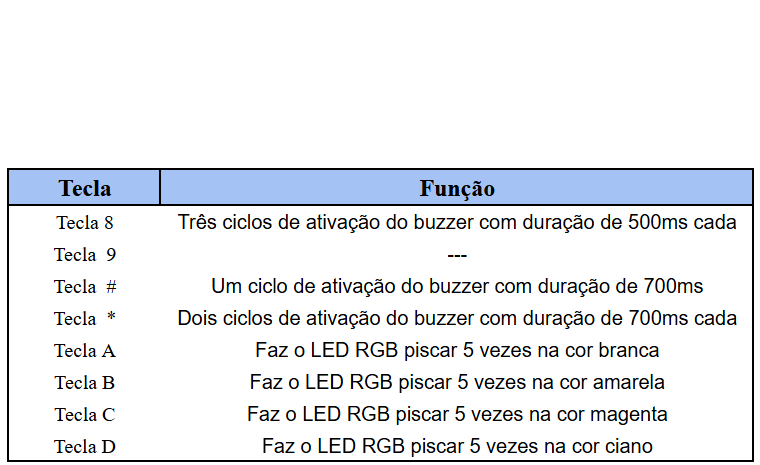 Tecla Função
Tecla 8 Três ciclos de ativação do buzzer com duração de 500ms cada
Tecla 9 ---
Tecla # Um ciclo de ativação do buzzer com duração de 700ms
Tecla * Dois ciclos de ativação do buzzer com duração de 700ms cada
Tecla A Faz o LED RGB piscar 5 vezes na cor branca
Tecla B Faz o LED RGB piscar 5 vezes na cor amarela
Tecla C Faz o LED RGB piscar 5 vezes na cor magenta
Tecla D Faz o LED RGB piscar 5 vezes na cor ciano